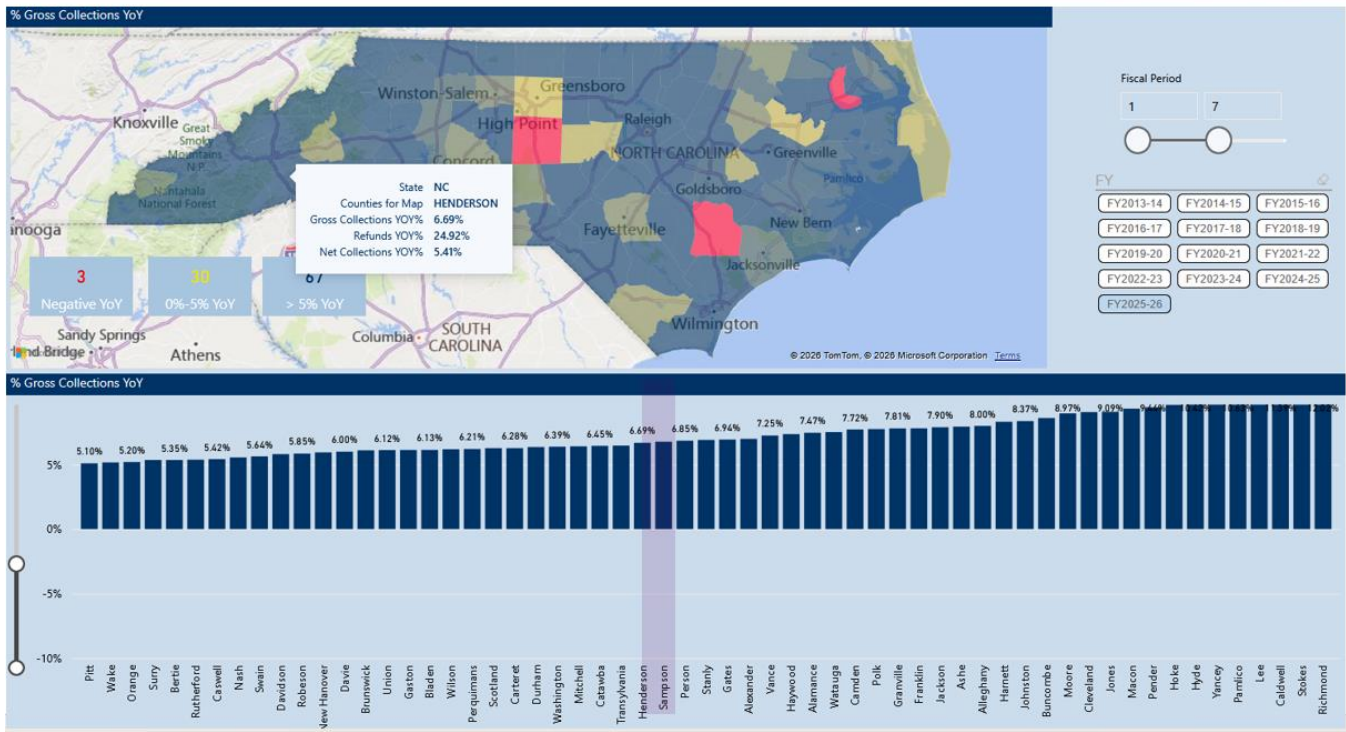 % Gross Collections YoY
Winston-Salem
Greensboro
Knoxville
High Point
Raleigh
Great
Smoky
Mountains
N.P.
Concord
NORTH CAROLINA
Greenville
Nantahala
National Forest
Goldsboro
Pamlico
Fayetteville
New Bern
Jacksonville
Wilmington
State NC
Counties for Map HENDERSON
Gross Collections YOY% 6.69%
Refunds YOY% 24.92%
Net Collections YOY% 5.41%
3 30 67
Negative YoY 0%-5% YoY > 5% YoY
Sandy Springs
Athens
Columbia
SOUTH
CAROLINA
© 2026 TomTom, © 2026 Microsoft Corporation Terms
Fiscal Period
1 7
FY
FY2013-14 FY2014-15 FY2015-16
FY2016-17 FY2017-18 FY2018-19
FY2019-20 FY2020-21 FY2021-22
FY2022-23 FY2023-24 FY2024-25
FY2025-26
% Gross Collections YoY
5.10% 5.20% 5.35% 5.42% 5.64% 5.85% 6.00% 6.12% 6.13% 6.21% 6.28% 6.39% 6.45% 6.69% 6.85% 6.94% 7.25% 7.47% 7.72% 7.81% 7.90% 8.00% 8.37% 8.97% 9.09% 12.02%
5%
0%
-5%
-10%
Pitt
Wake
Orange
Surry
Bertie
Rutherford
Caswell
Nash
Swain
Davidson
Robeson
New Hanover
Davie
Brunswick
Union
Gaston
Bladen
Wilson
Perquimans
Scotland
Carteret
Durham
Washington
Mitchell
Catawba
Transylvania
Henderson
Sampson
Person
Stanly
Gates
Alexander
Vance
Haywood
Alamance
Watauga
Camden
Polk
Granville
Franklin
Jackson
Ashe
Alleghany
Harnett
Johnston
Buncombe
Moore
Cleveland
Jones
Macon
Pender
Hoke
Hyde
Yancey
Pamlico
Lee
Caldwell
Stokes
Richmond